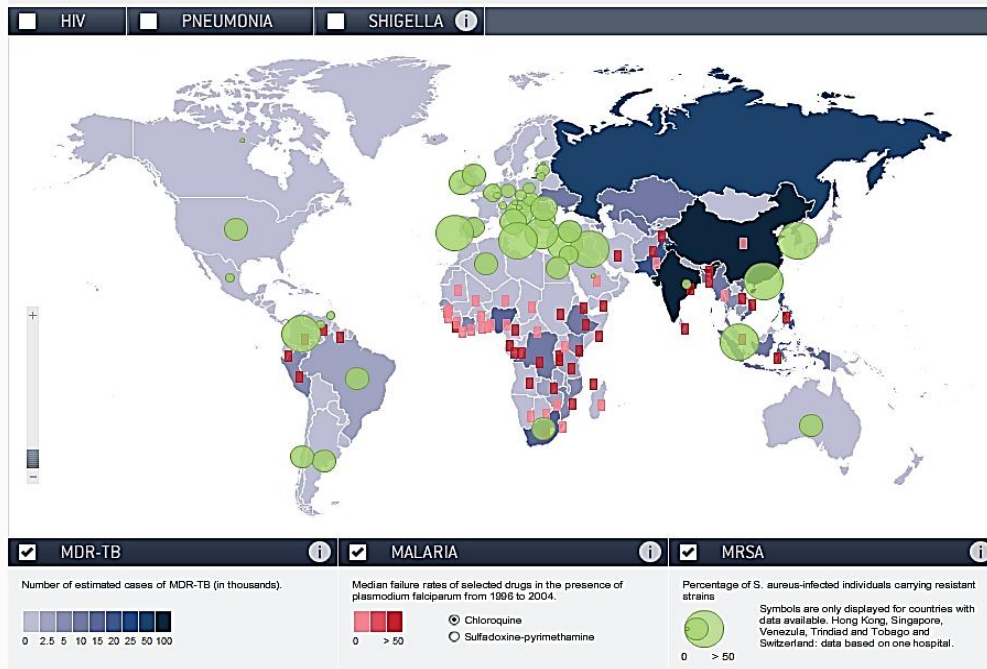 HIV PNEUMONIA SHIGELLA i
+
−
MDR-TB i
Number of estimated cases of MDR-TB (in thousands).
0 2.5 5 10 15 20 25 50 100
MALARIA i
Median failure rates of selected drugs in the presence of
plasmodium falciparum from 1996 to 2004.
0 > 50
Chloroquine
Sulfadoxine-pyrimethamine
MRSA i
Percentage of S. aureus-infected individuals carrying resistant
strains
0 > 50
Symbols are only displayed for countries with
data available. Hong Kong, Singapore,
Venezula, Trindiad and Tobago and
Switzerland: data based on one hospital.